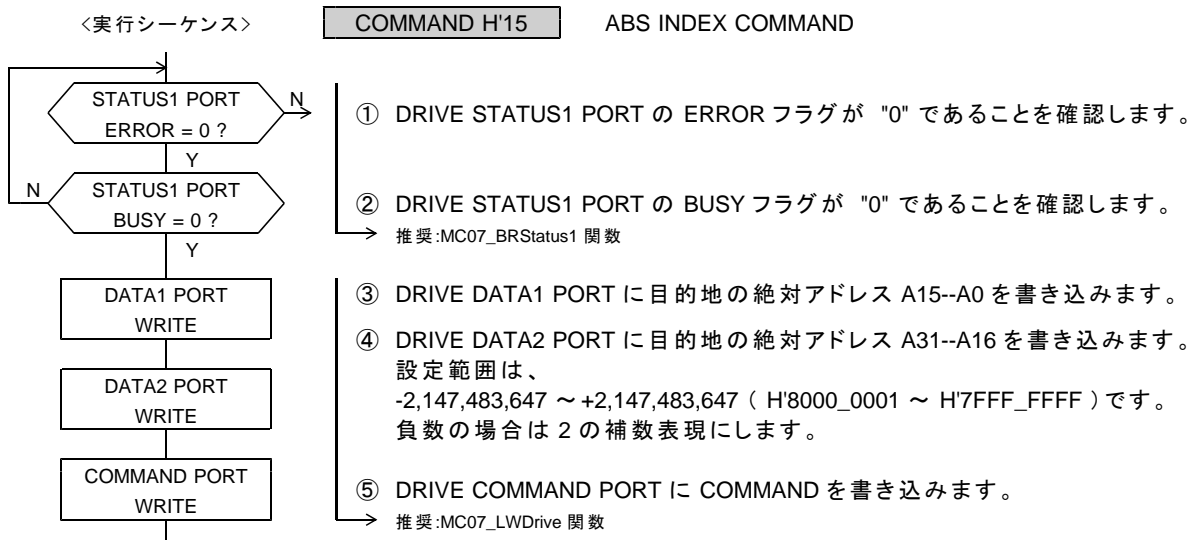 <実行シーケンス>
COMMAND H'15
ABS INDEX COMMAND
STATUS1 PORT
ERROR = 0 ?
N
Y
① DRIVE STATUS1 PORT の ERROR フラグが "0" であることを確認します。
STATUS1 PORT
BUSY = 0 ?
N
Y
② DRIVE STATUS1 PORT の BUSY フラグが "0" であることを確認します。
推奨:MC07_BRStatus1 関数
DATA1 PORT
WRITE
③ DRIVE DATA1 PORT に目的地の絶対アドレス A15--A0 を書き込みます。
DATA2 PORT
WRITE
④ DRIVE DATA2 PORT に目的地の絶対アドレス A31--A16 を書き込みます。
設定範囲は、
-2,147,483,647 ～ +2,147,483,647 ( H'8000_0001 ～ H'7FFF_FFFF ) です。
負数の場合は 2 の補数表現にします。
COMMAND PORT
WRITE
⑤ DRIVE COMMAND PORT に COMMAND を書き込みます。
推奨:MC07_LWDrive 関数